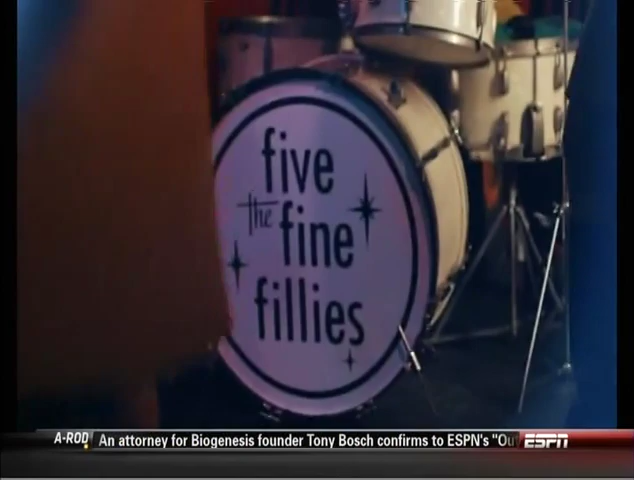 five
the fine
fillies
A-ROD An attorney for Biogenesis founder Tony Bosch confirms to ESPN's "Ou ESPN